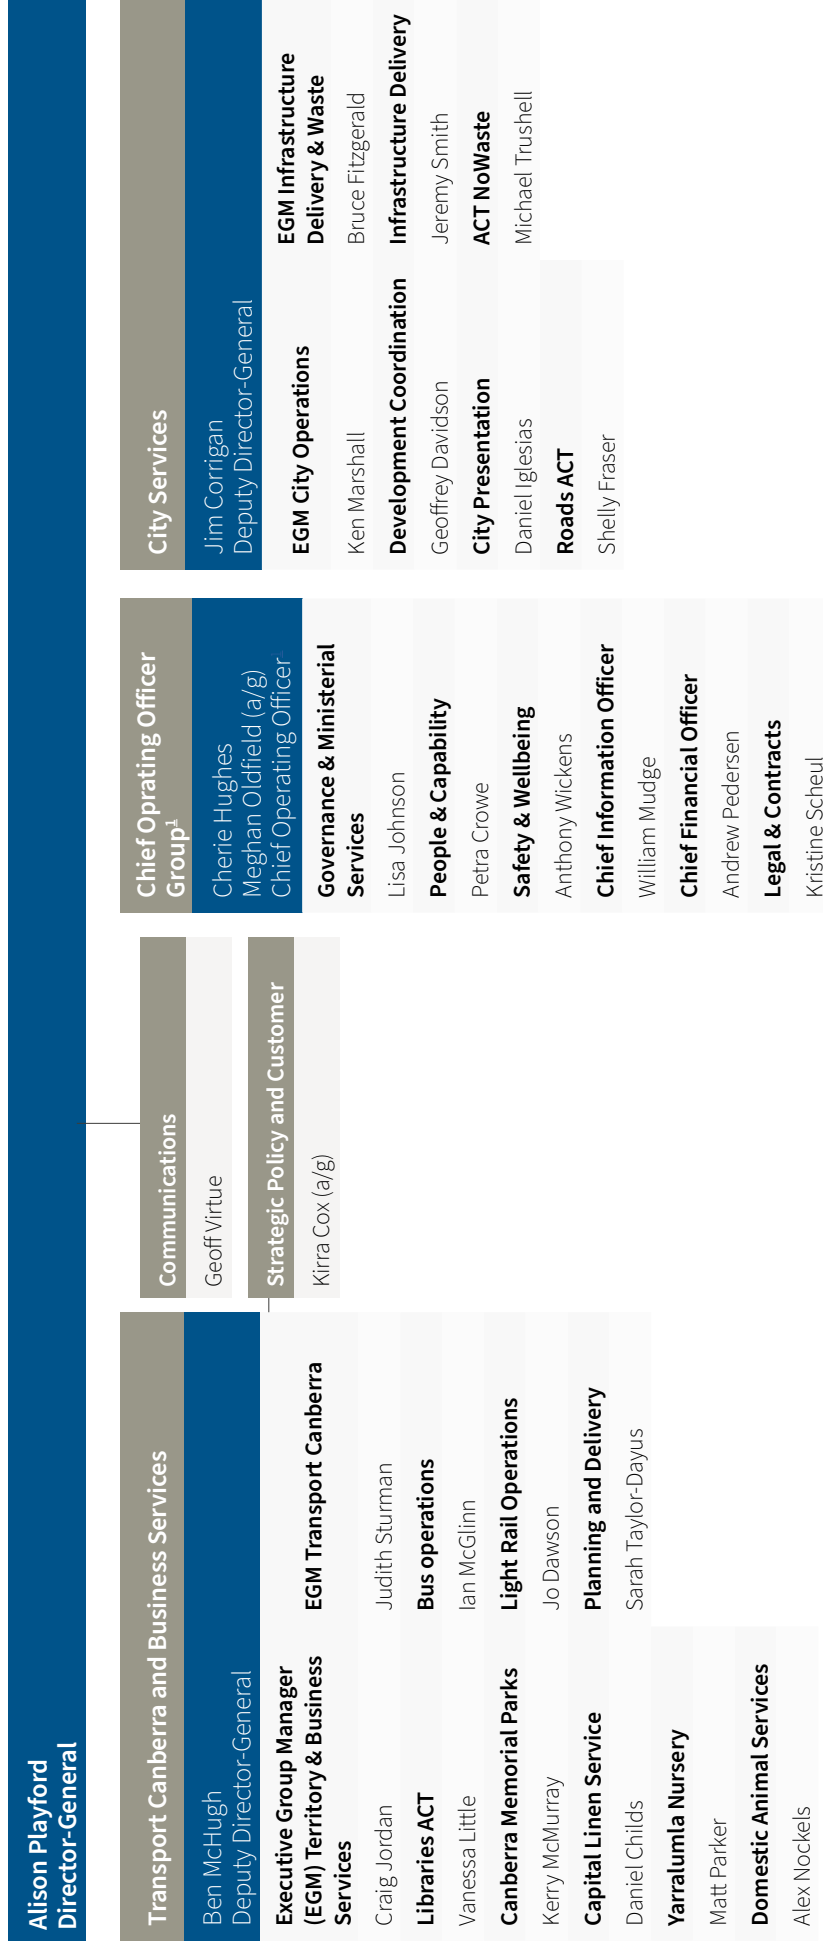 Alison Playford
Director-General
Transport Canberra and Business Services
Ben McHugh
Deputy Director-General
Executive Group Manager
(EGM) Territory & Business
Services
Craig Jordan
Libraries ACT
Vanessa Little
Canberra Memorial Parks
Kerry McMurray
Capital Linen Service
Daniel Childs
Yarralumla Nursery
Matt Parker
Domestic Animal Services
Alex Nockels
EGM Transport Canberra
Judith Sturman
Bus operations
Ian McGlinn
Light Rail Operations
Jo Dawson
Planning and Delivery
Sarah Taylor-Dayus
Communications
Geoff Virtue
Strategic Policy and Customer
Kirra Cox (a/g)
Chief Oprating Officer
Group1
Cherie Hughes
Meghan Oldfield (a/g)
Chief Operating Officer1
Governance & Ministerial
Services
Lisa Johnson
People & Capability
Petra Crowe
Safety & Wellbeing
Anthony Wickens
Chief Information Officer
William Mudge
Chief Financial Officer
Andrew Pedersen
Legal & Contracts
Kristine Scheul
City Services
Jim Corrigan
Deputy Director-General
EGM City Operations
Ken Marshall
Development Coordination
Geoffrey Davidson
City Presentation
Daniel Iglesias
Roads ACT
Shelly Fraser
EGM Infrastructure
Delivery & Waste
Bruce Fitzgerald
Infrastructure Delivery
Jeremy Smith
ACT NoWaste
Michael Trushell